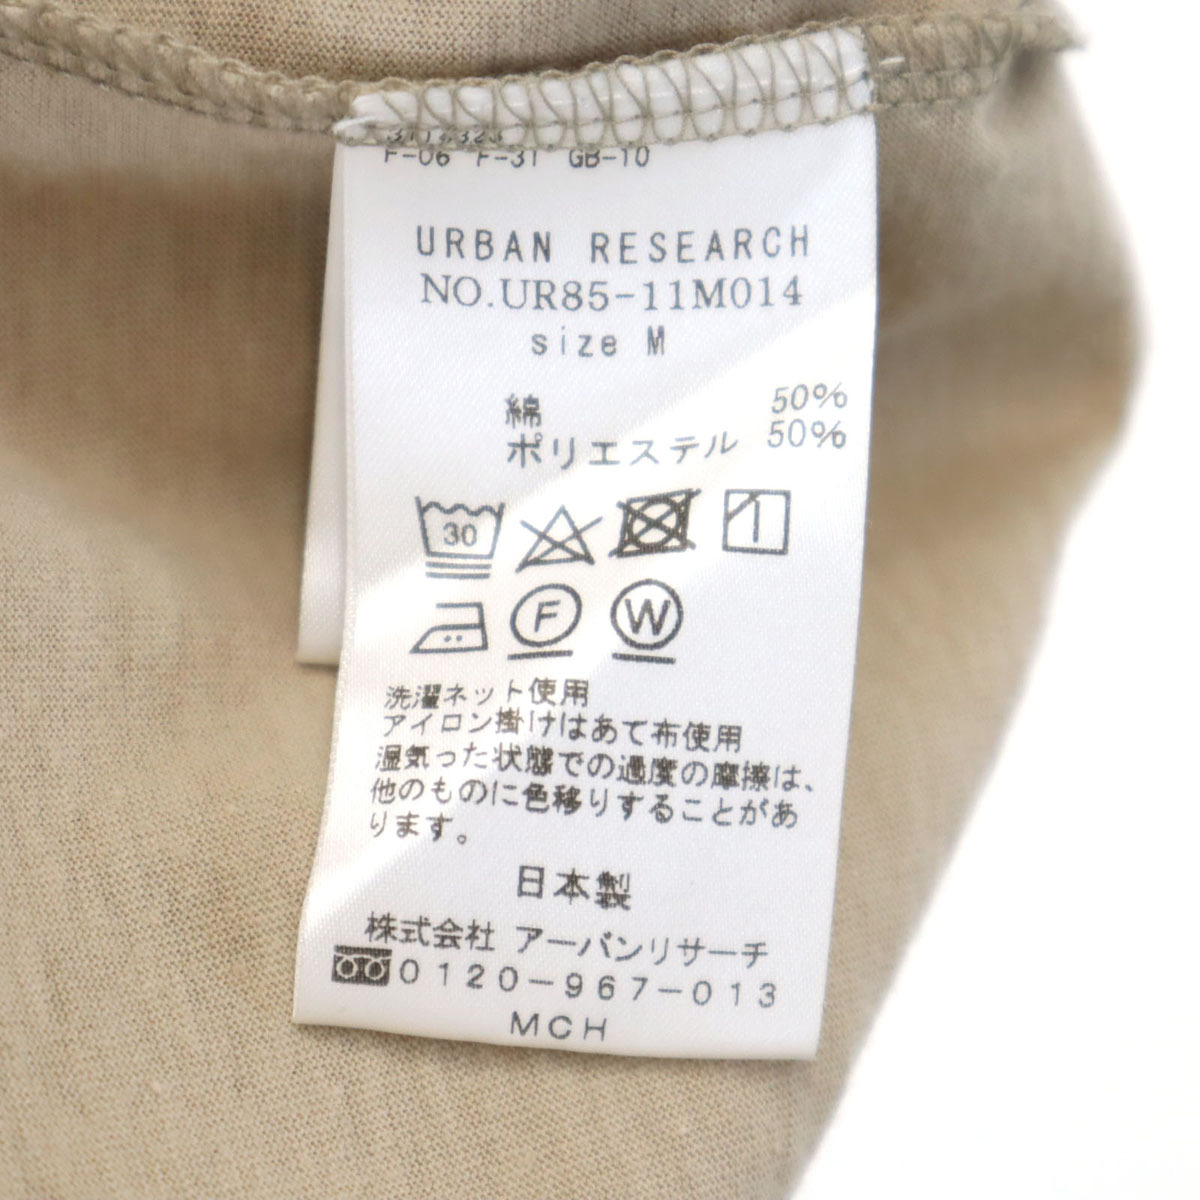 F-06 F-31 GB-10
URBAN RESEARCH
NO.UR85-11M014
size M
綿 50%
ポリエステル 50%
30
F W
洗濯ネット使用
アイロン掛けはあて布使用
湿気った状態での過度の摩擦は、
他のものに色移りすることがあ
ります。
日本製
株式会社 アーバンリサーチ
0120-967-013
MCH